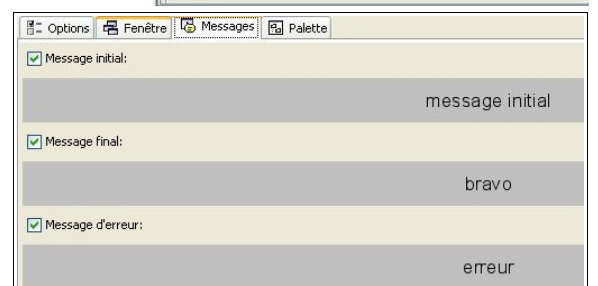 Options Fenêtre Messages Palette
Message initial:
message initial
Message final:
bravo
Message d'erreur:
erreur